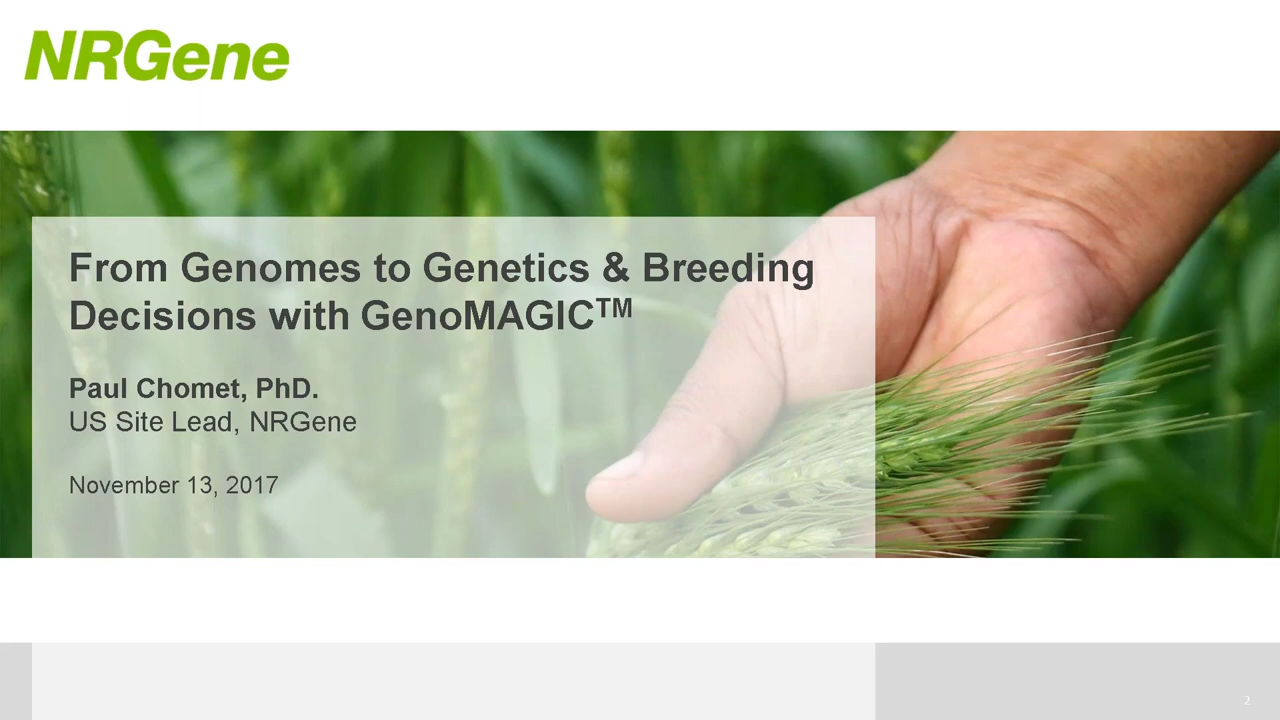 NRGene
From Genomes to Genetics & Breeding
Decisions with GenoMAGIC™
Paul Chomet, PhD.
US Site Lead, NRGene
November 13, 2017
2